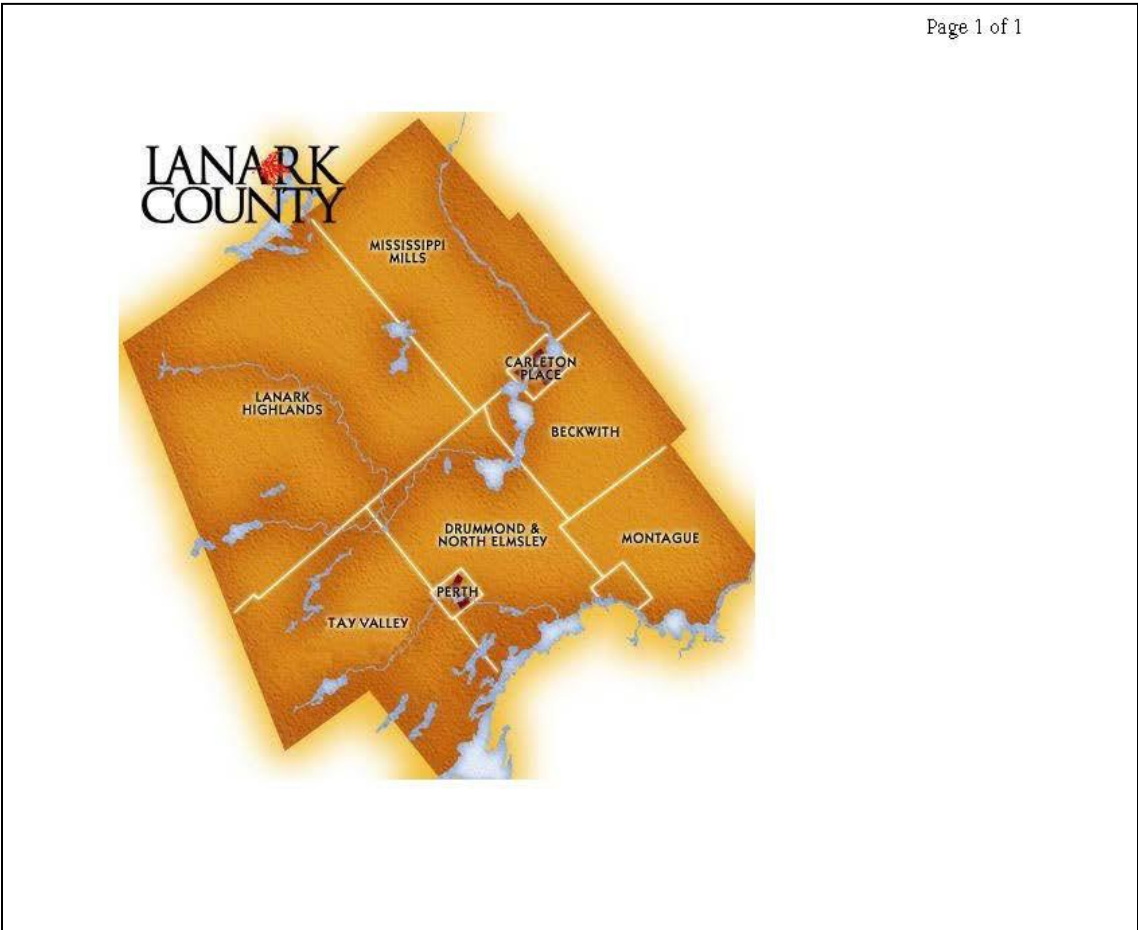 Page 1 of 1
LANARK
COUNTY
MISSISSIPPI
MILLS
CARLETON
PLACE
LANARK
HIGHLANDS
BECKWITH
DRUMMOND &
NORTH ELMSLEY
MONTAGUE
PERTH
TAY VALLEY